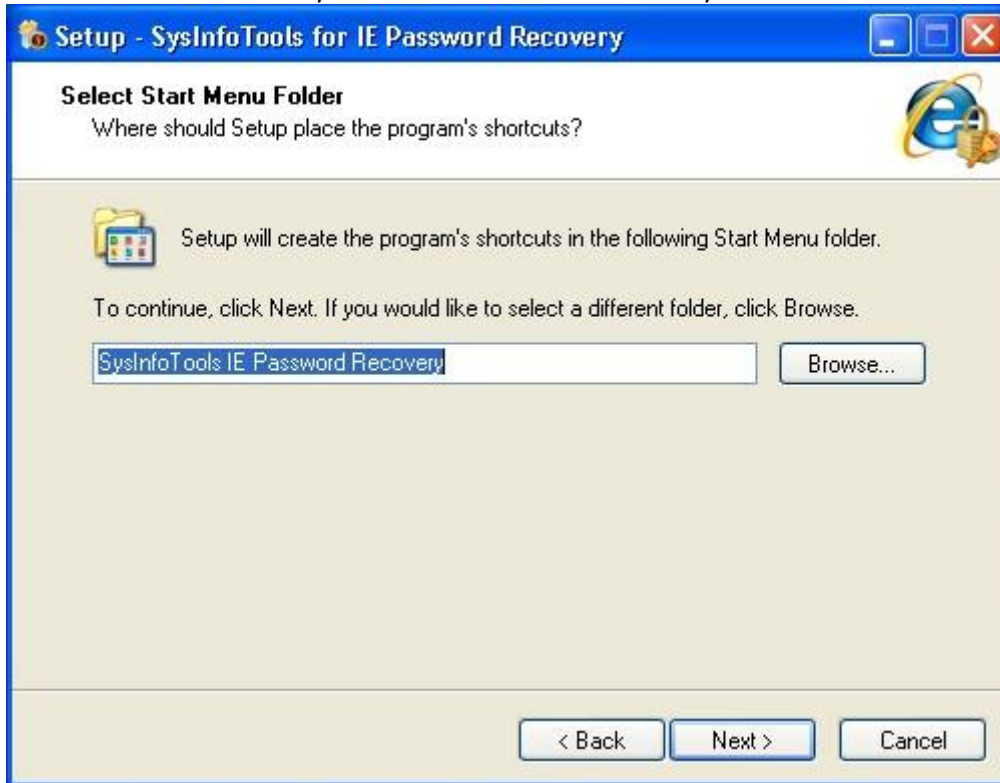 Setup - SysInfoTools for IE Password Recovery
Select Start Menu Folder
Where should Setup place the program's shortcuts?
Setup will create the program's shortcuts in the following Start Menu folder.
To continue, click Next. If you would like to select a different folder, click Browse.
SysInfoTools IE Password Recovery
Browse...
< Back
Next >
Cancel